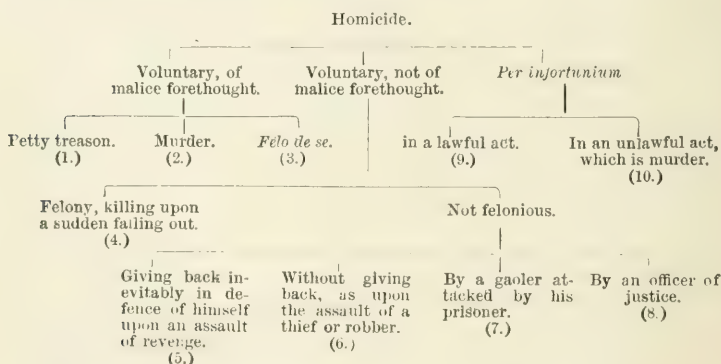 Homicide.
Voluntary, of
malice forethought.
Voluntary, not of
malice forethought.
Per infortunium
Petty treason.
(1.)
Murder.
(2.)
Felo de se.
(3.)
in a lawful act.
(9.)
In an unlawful act,
which is murder.
(10.)
Felony, killing upon
a sudden falling out.
(4.)
Not felonious.
Giving back in-
evitably in de-
fence of himself
upon an assault
of revenge.
(5.)
Without giving
back, as upon
the assault of a
thief or robber.
(6.)
By a gaoler at-
tacked by his
prisoner.
(7.)
By an officer of
justice.
(8.)